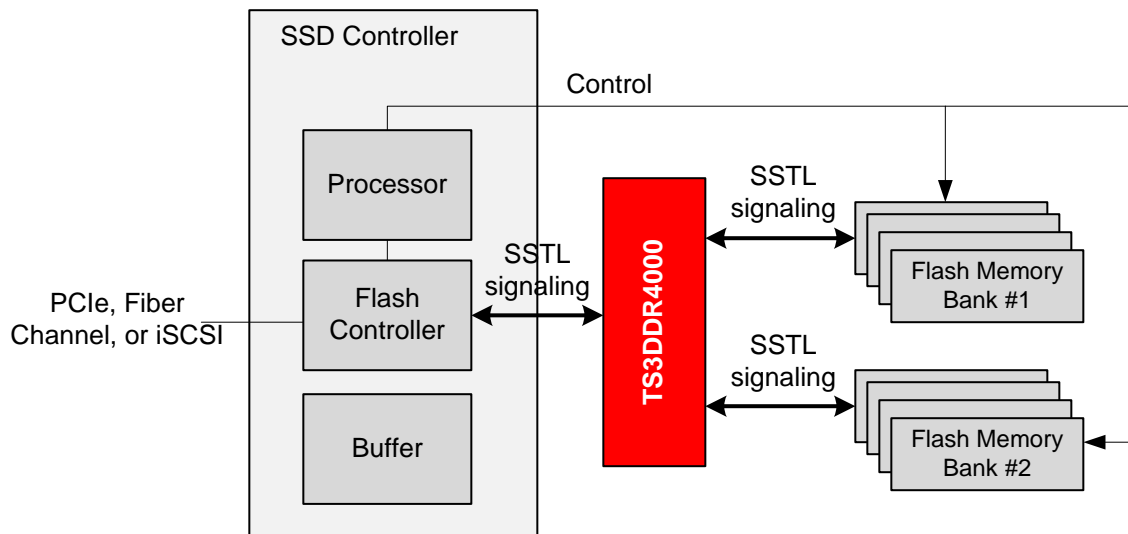 SSD Controller
Control
Processor
SSTL
signaling
SSTL
signaling
Flash
Controller
PCIe, Fiber
Channel, or iSCSI
TS3DDR4000
Flash Memory
Bank #1
SSTL
signaling
Buffer
Flash Memory
Bank #2